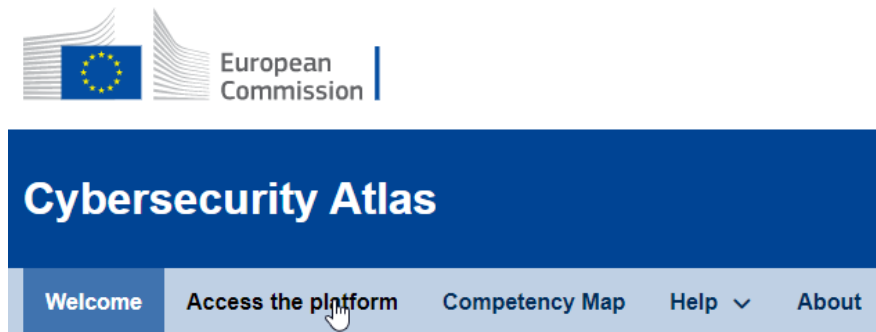 European
Commission
Cybersecurity Atlas
Welcome Access the platform Competency Map Help About